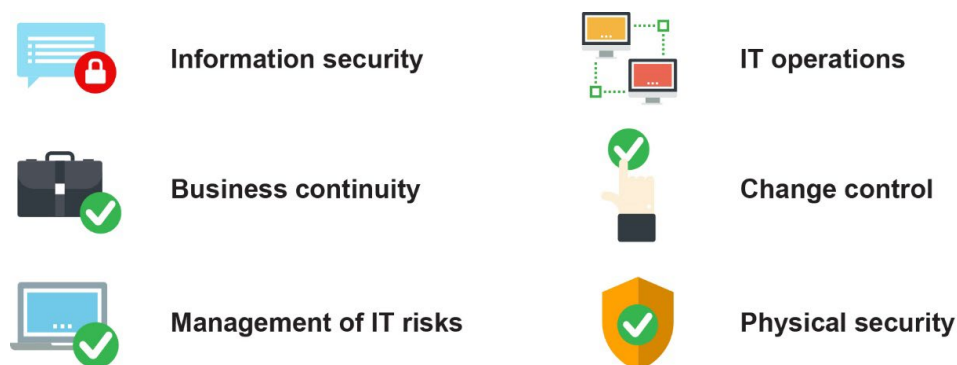 Information security
IT operations
Business continuity
Change control
Management of IT risks
Physical security